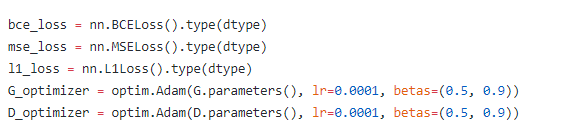 bce_loss = nn.BCELoss().type(dtype)
mse_loss = nn.MSELoss().type(dtype)
l1_loss = nn.L1Loss().type(dtype)
G_optimizer = optim.Adam(G.parameters(), lr=0.0001, betas=(0.5, 0.9))
D_optimizer = optim.Adam(D.parameters(), lr=0.0001, betas=(0.5, 0.9))